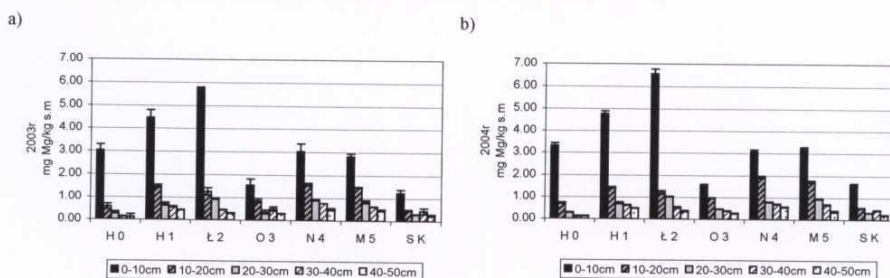 a)
7.00
6.00
5.00
4.00
3.00
2.00
1.00
0.00
2003r
mg Mg/kg s.m
H 0 H 1 Ł 2 O 3 N 4 M 5 S K
0-10cm 10-20cm 20-30cm 30-40cm 40-50cm
b)
7.00
6.00
5.00
4.00
3.00
2.00
1.00
0.00
2004r
mg Mg/kg s.m
H 0 H 1 Ł 2 O 3 N 4 M 5 S K
0-10cm 10-20cm 20-30cm 30-40cm 40-50cm